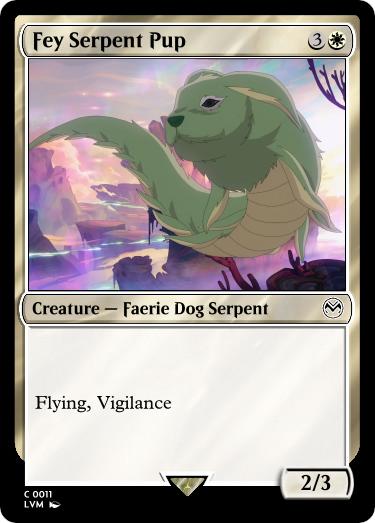 Fey Serpent Pup 3
Creature — Faerie Dog Serpent
Flying, Vigilance
2/3
C 0011
LVM